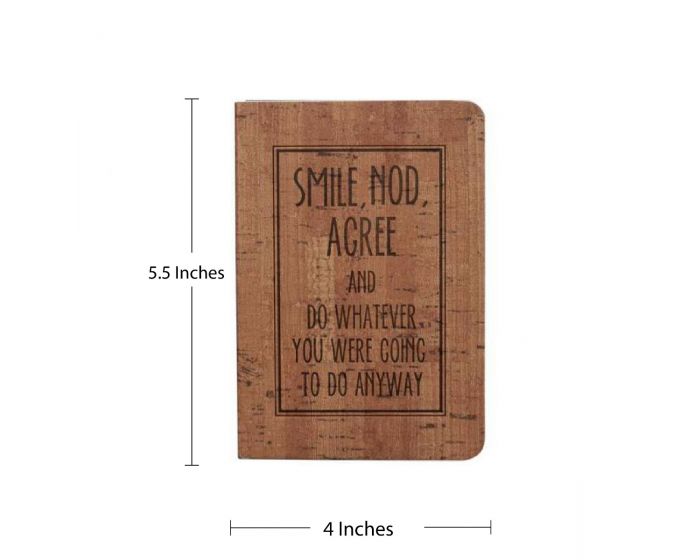 SMILE, NOD,
AGREE
AND
DO WHATEVER
YOU WERE GOING
TO DO ANYWAY
5.5 Inches
4 Inches